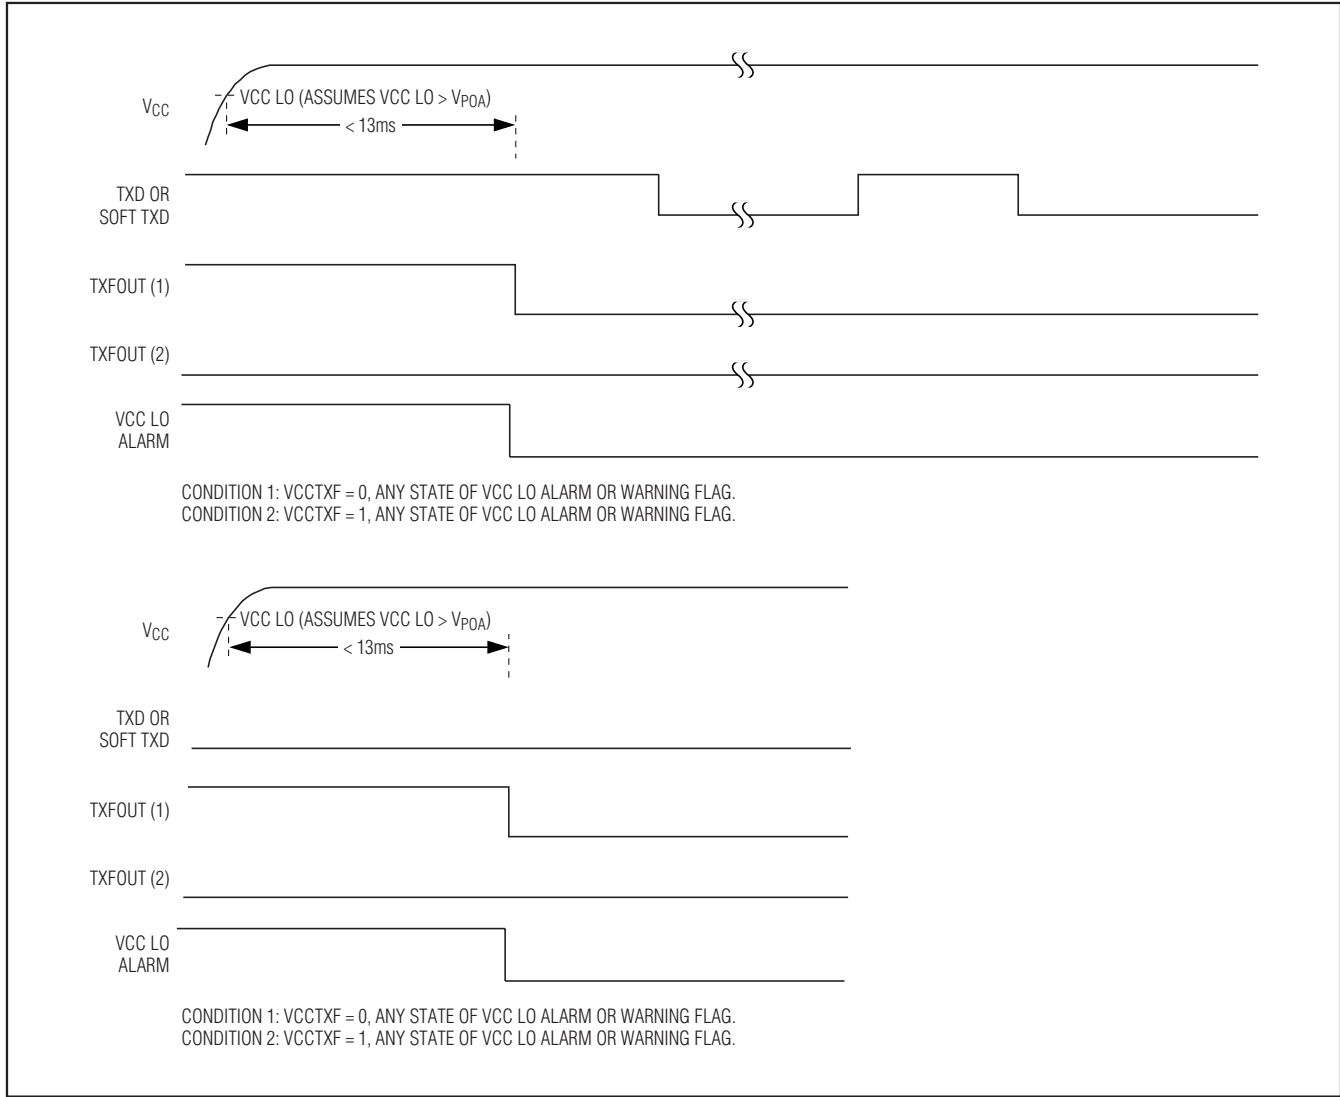 VCC
VCC LO (ASSUMES VCC LO > VPOA)
< 13ms
TXD OR
SOFT TXD
TXFOUT (1)
TXFOUT (2)
VCC LO
ALARM
CONDITION 1: VCCTXF = 0, ANY STATE OF VCC LO ALARM OR WARNING FLAG.
CONDITION 2: VCCTXF = 1, ANY STATE OF VCC LO ALARM OR WARNING FLAG.
VCC
VCC LO (ASSUMES VCC LO > VPOA)
< 13ms
TXD OR
SOFT TXD
TXFOUT (1)
TXFOUT (2)
VCC LO
ALARM
CONDITION 1: VCCTXF = 0, ANY STATE OF VCC LO ALARM OR WARNING FLAG.
CONDITION 2: VCCTXF = 1, ANY STATE OF VCC LO ALARM OR WARNING FLAG.